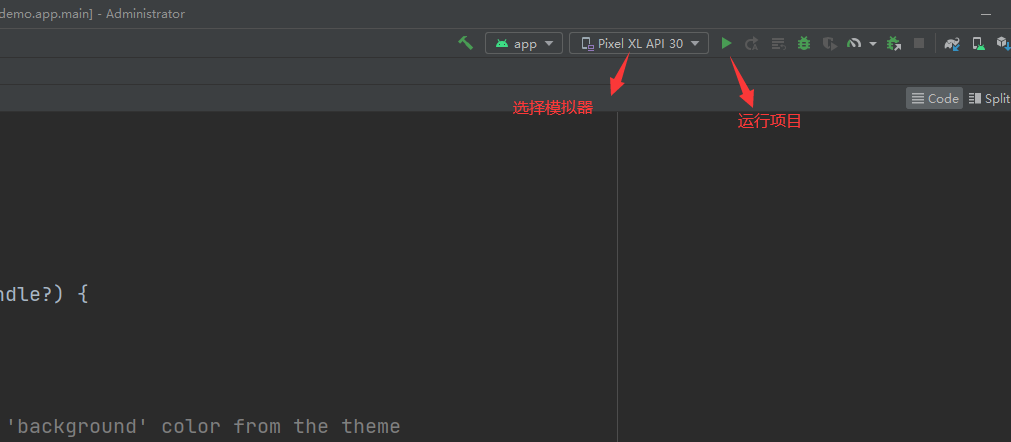 demo.app.main] - Administrator
app
Pixel XL API 30
选择模拟器
运行项目
Code
Split
ndle?) {
'background' color from the theme